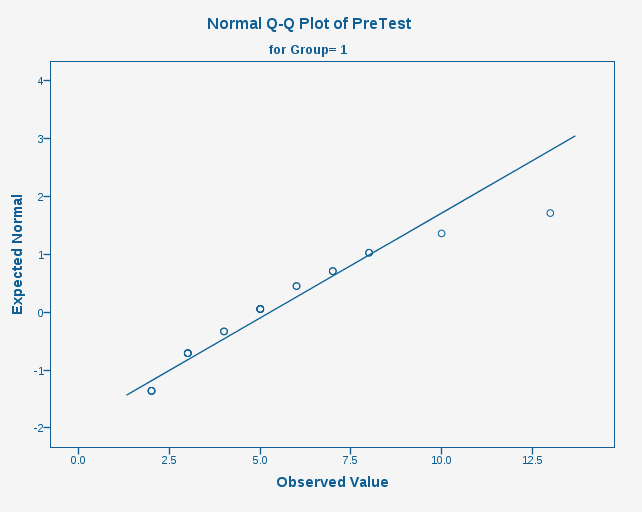 Normal Q-Q Plot of PreTest
for Group= 1
Expected Normal
4
3
2
1
0
-1
-2
0.0 2.5 5.0 7.5 10.0 12.5
Observed Value